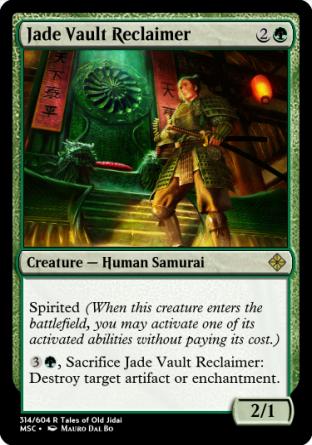 Jade Vault Reclaimer 2
Creature — Human Samurai
Spirited (When this creature enters the
battlefield, you may activate one of its
activated abilities without paying its cost.)
3, Sacrifice Jade Vault Reclaimer:
Destroy target artifact or enchantment.
2/1
314/604 R Tales of Old Jidai
MSC • Mauro Dal Bo